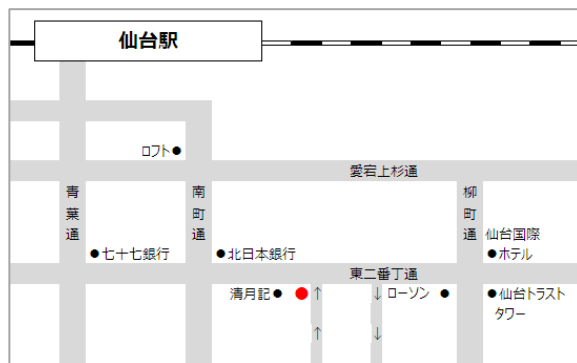 仙台駅
ロフト●
愛宕上杉通
青葉通
南町通
柳町通
●七十七銀行
●北日本銀行
仙台国際
●ホテル
東二番丁通
清月記●
↑
↓
ローソン ●
●仙台トラスト
タワー
↑
↓